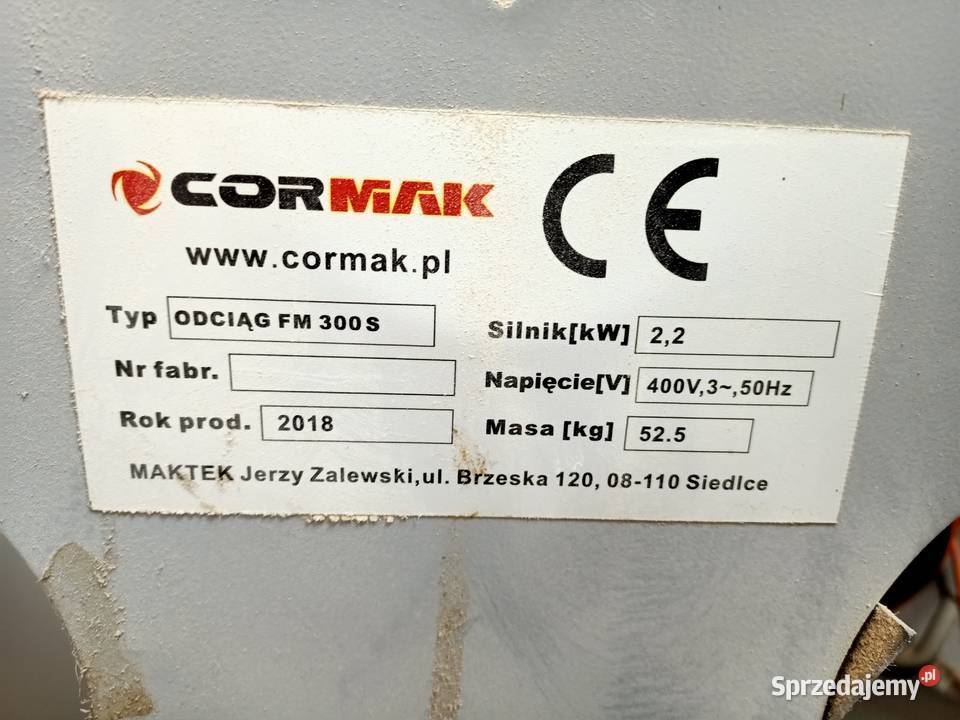 CORMAK
CE
www.cormak.pl
Typ ODCIĄG FM 300 S
Silnik[kW] 2,2
Nr fabr.
Napięcie[V] 400V,3~,50Hz
Rok prod. 2018
Masa [kg] 52.5
MAKTEK Jerzy Zalewski,ul. Brzeska 120, 08-110 Siedlce
Sprzedajemy.pl